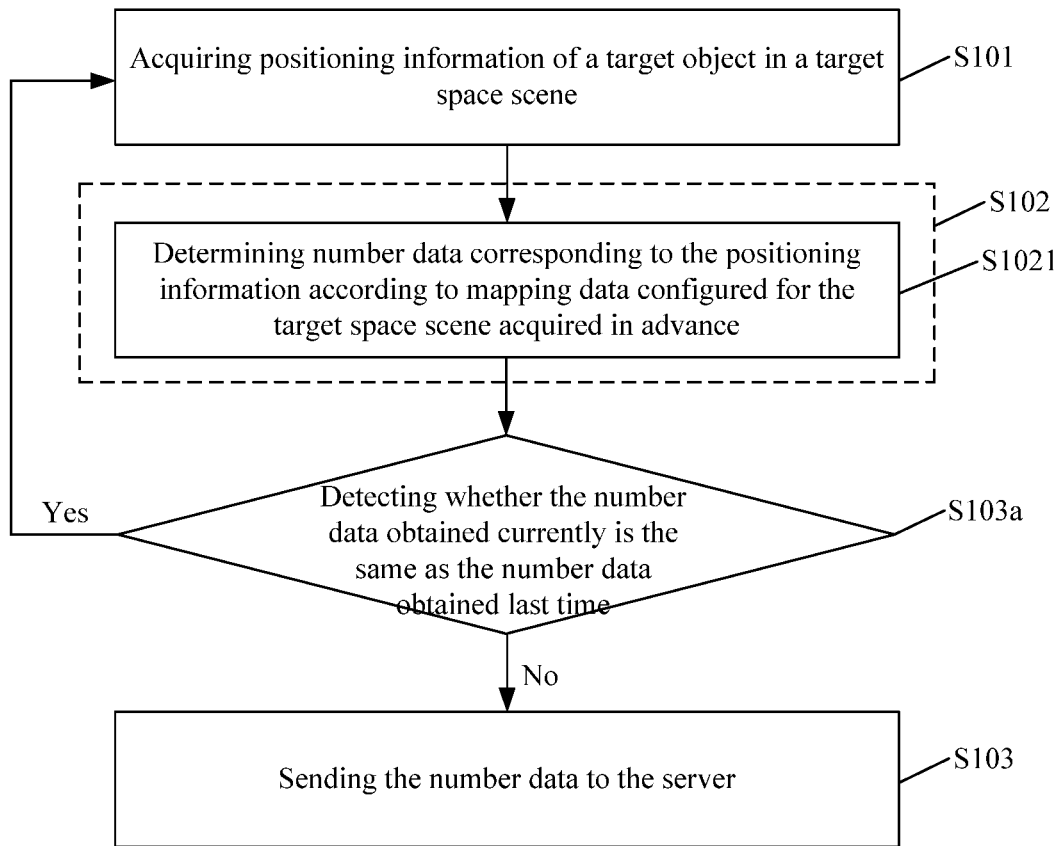 Acquiring positioning information of a target object in a target
space scene
S101
S102
Determining number data corresponding to the positioning
information according to mapping data configured for the
target space scene acquired in advance
S1021
Yes
Detecting whether the number
data obtained currently is the
same as the number data
obtained last time
S103a
No
Sending the number data to the server
S103